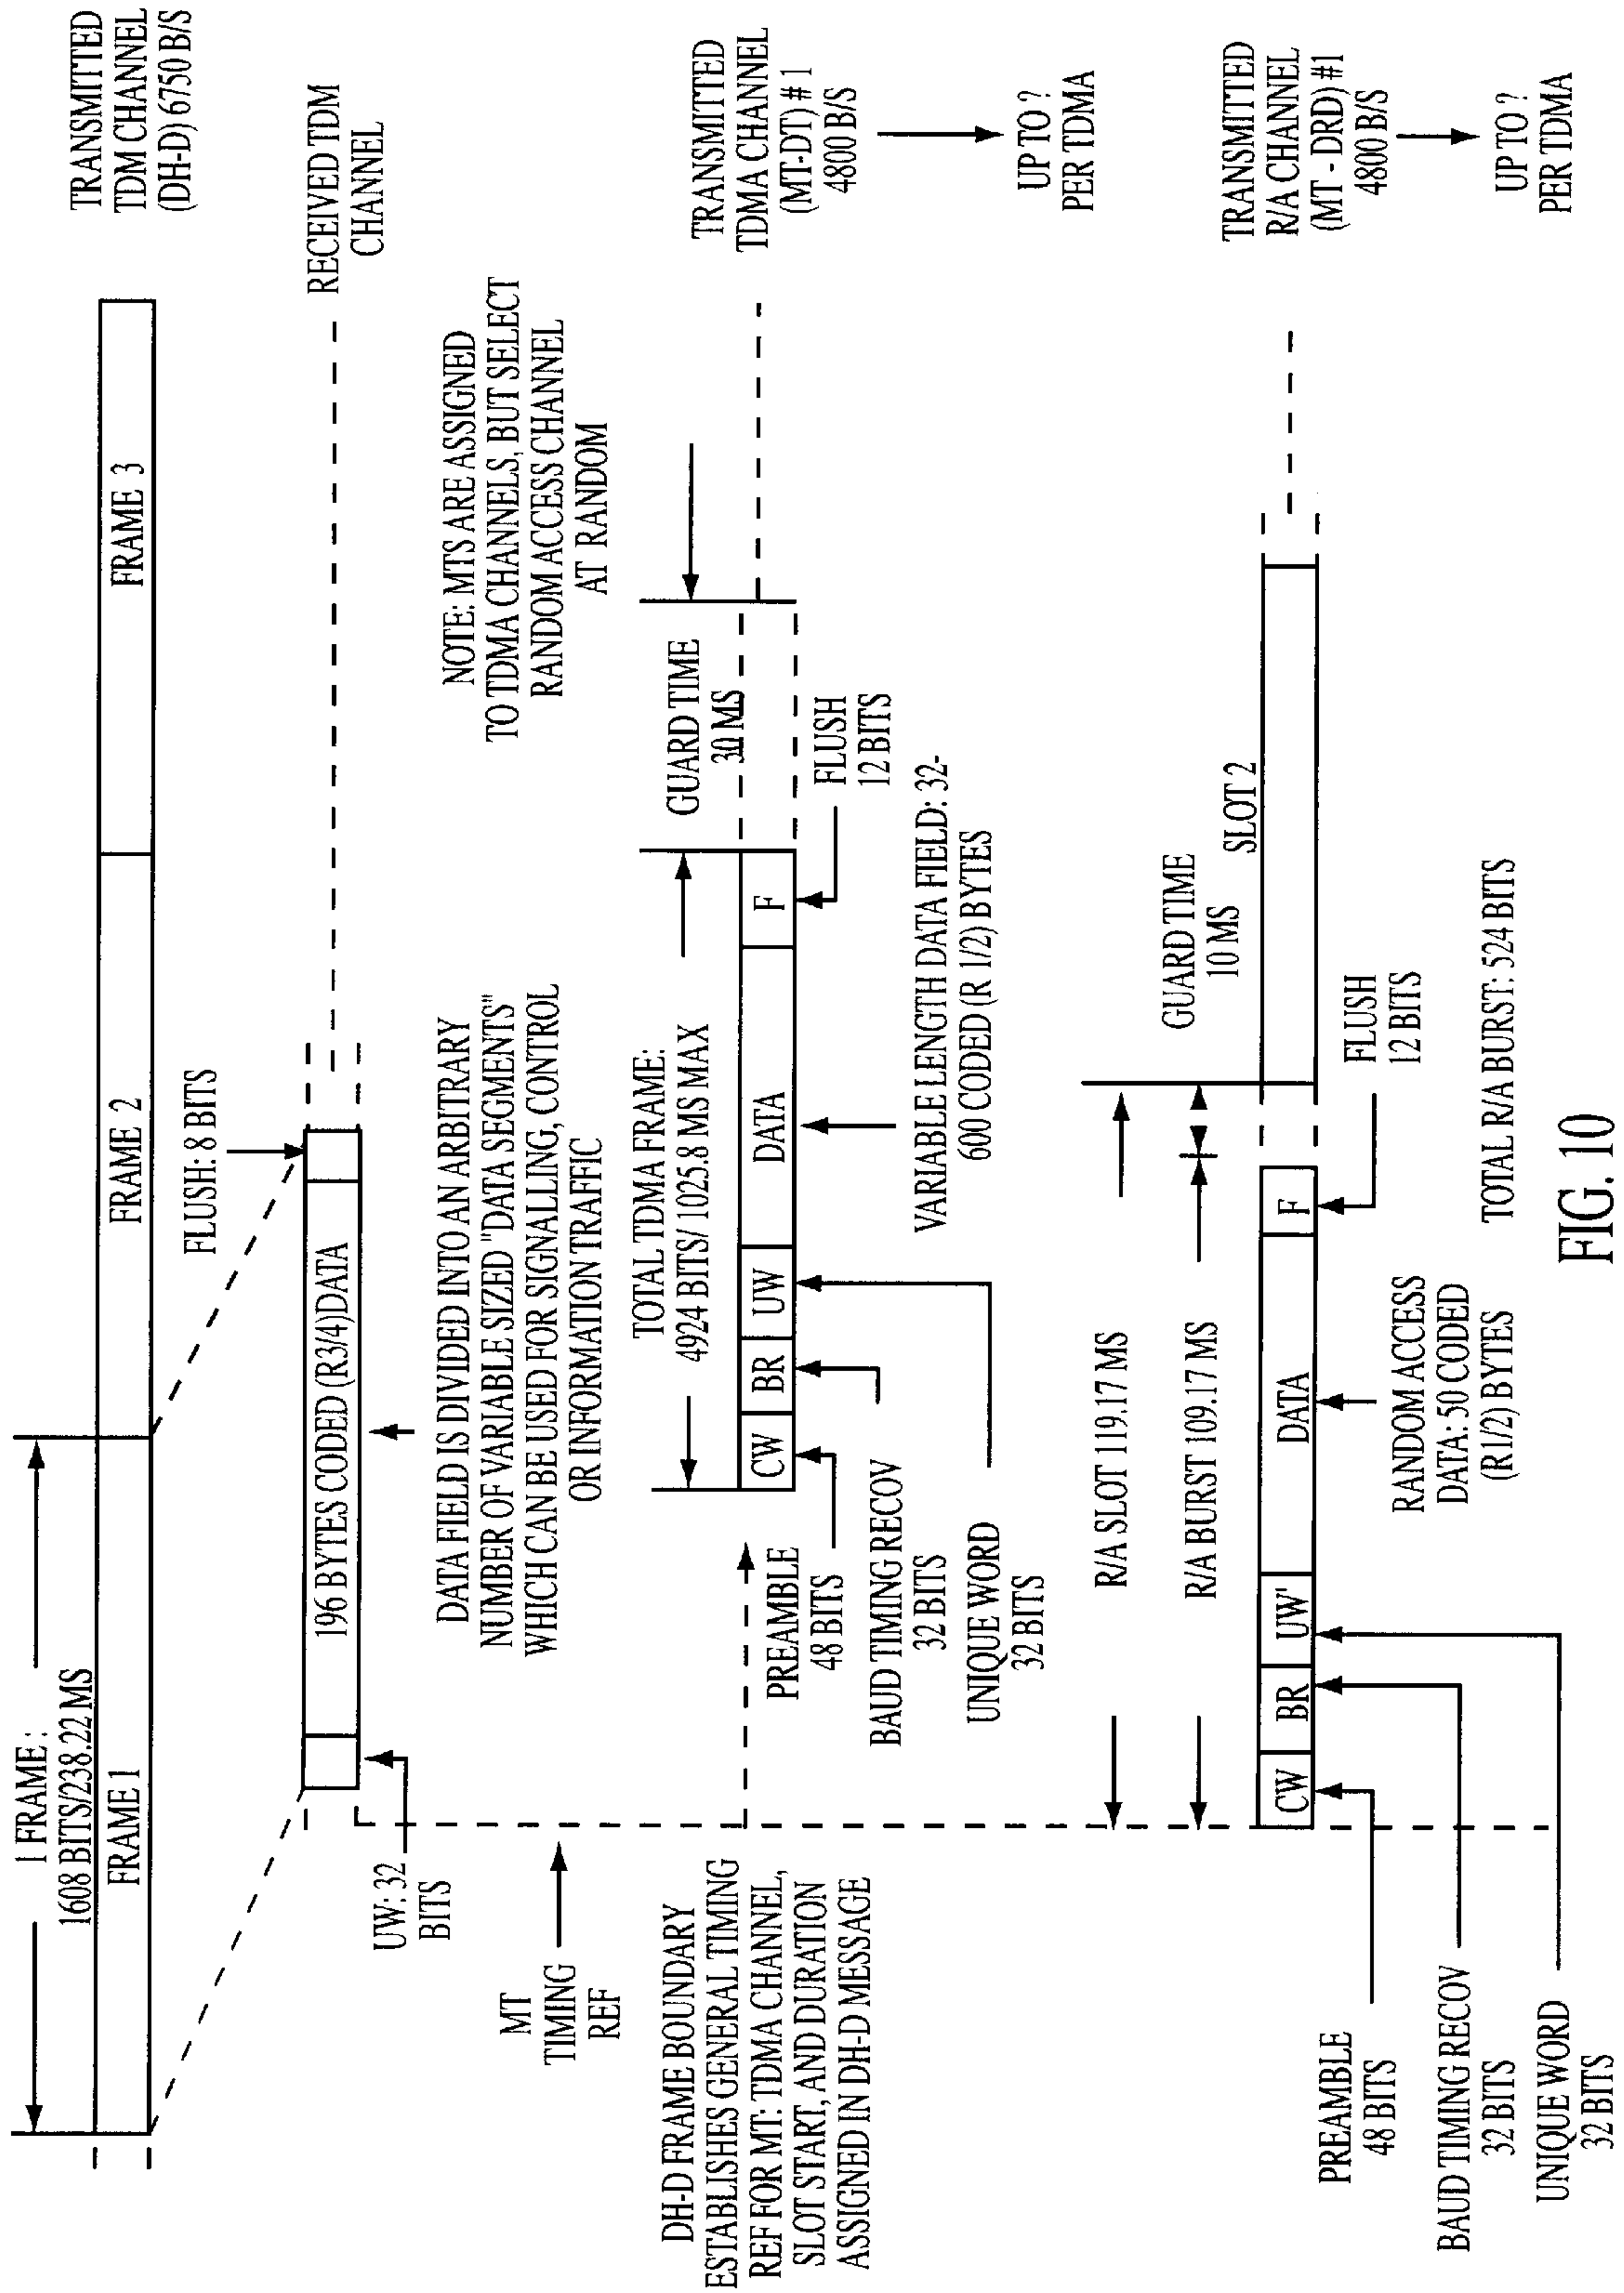 1 FRAME :
1608 BITS/238.22 MS
FRAME 1
FRAME 2
FRAME 3
TRANSMITTED
TDM CHANNEL
(DH-D) 6750 B/S
UW: 32
BITS
196 BYTES CODED (R3/4)DATA
FLUSH: 8 BITS
RECEIVED TDM
CHANNEL
DATA FIELD IS DIVIDED INTO AN ARBITRARY
NUMBER OF VARIABLE SIZED "DATA SEGMENTS"
WHICH CAN BE USED FOR SIGNALLING, CONTROL
OR INFORMATION TRAFFIC
NOTE: MTS ARE ASSIGNED
TO TDMA CHANNELS, BUT SELECT
RANDOM ACCESS CHANNEL
AT RANDOM
MT
TIMING
REF
DH-D FRAME BOUNDARY
ESTABLISHES GENERAL TIMING
REF FOR MT: TDMA CHANNEL,
SLOT START, AND DURATION
ASSIGNED IN DH-D MESSAGE
TOTAL TDMA FRAME:
4924 BITS/ 1025.8 MS MAX
GUARD TIME
30 MS
CW
BR
UW
DATA
F
TRANSMITTED
TDMA CHANNEL
(MT-DT) # 1
4800 B/S
UP TO ?
PER TDMA
PREAMBLE
48 BITS
BAUD TIMING RECOV
32 BITS
UNIQUE WORD
32 BITS
VARIABLE LENGTH DATA FIELD: 32-
600 CODED (R 1/2) BYTES
FLUSH
12 BITS
R/A SLOT 119.17 MS
R/A BURST 109.17 MS
GUARD TIME
10 MS
SLOT 2
CW
BR
UW'
DATA
F
TRANSMITTED
R/A CHANNEL
(MT - DRD) #1
4800 B/S
UP TO ?
PER TDMA
PREAMBLE
48 BITS
BAUD TIMING RECOV
32 BITS
UNIQUE WORD
32 BITS
RANDOM ACCESS
DATA: 50 CODED
(R1/2) BYTES
FLUSH
12 BITS
TOTAL R/A BURST: 524 BITS
FIG. 10